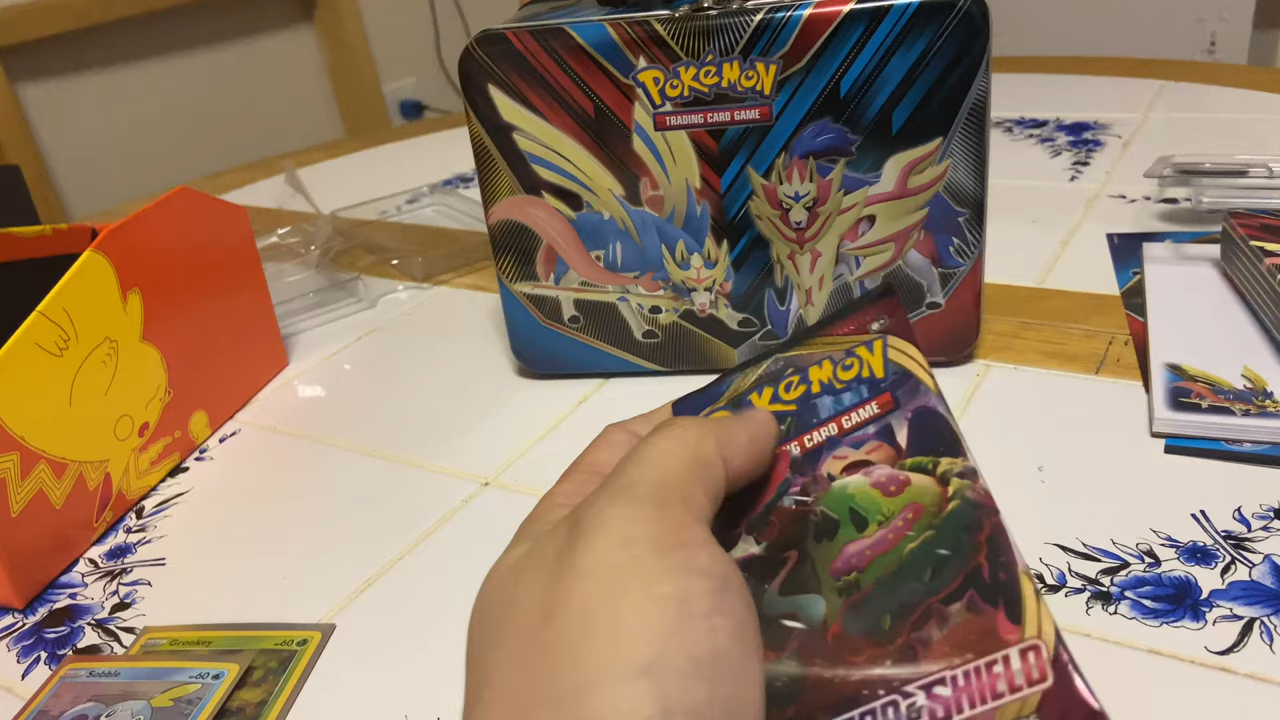 POKéMON
TRADING CARD GAME
POKéMON
CARD GAME
& SHIELD
Grookey
60
Sobble
60